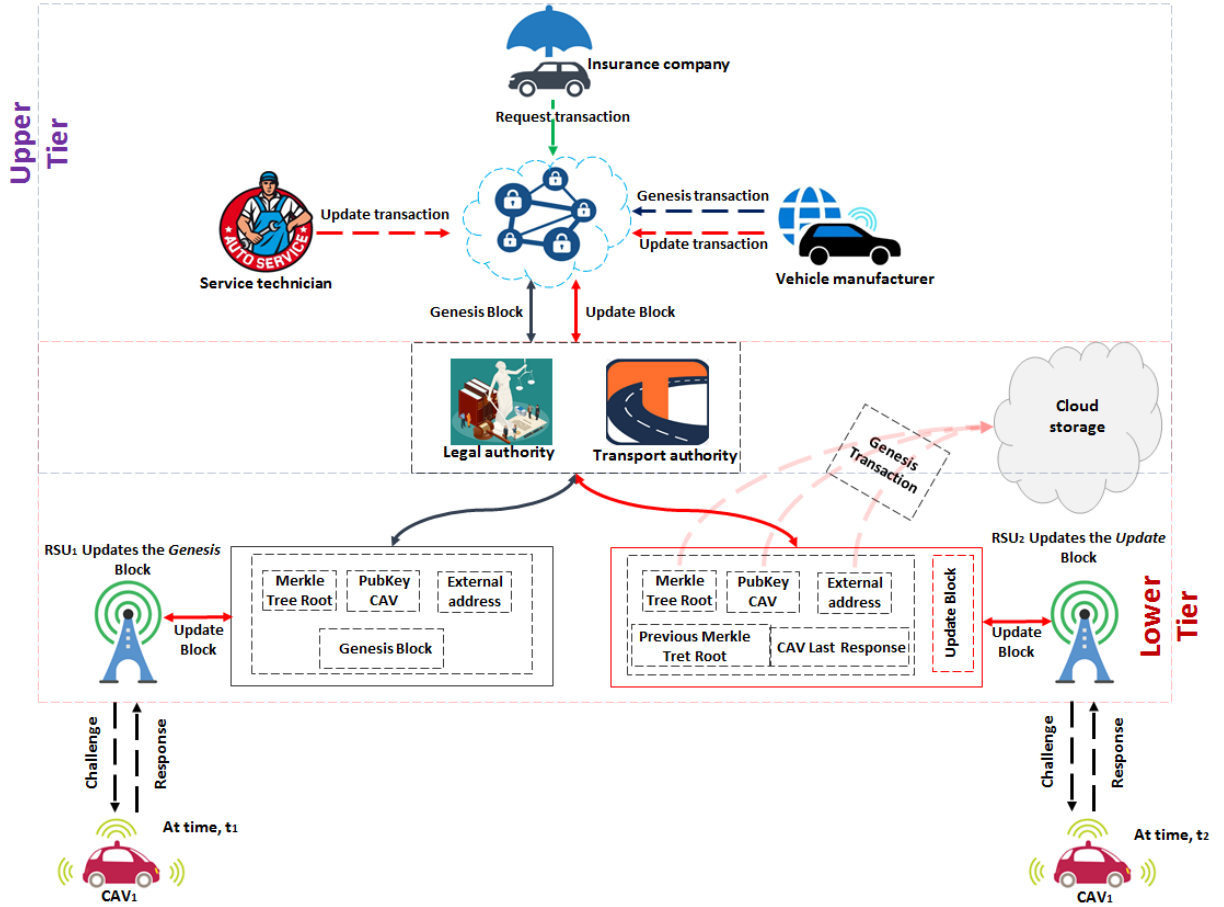 Upper
Tier
Insurance company
Request transaction
Genesis transaction
Update transaction
Update transaction
AUTO SERVICE
Service technician
Vehicle manufacturer
Genesis Block
Update Block
Legal authority
Transport authority
Cloud
storage
Genesis
Transaction
RSU1 Updates the Genesis
Block
Update
Block
Merkle
Tree Root
PubKey
CAV
External
address
Genesis Block
Merkle
Tree Root
PubKey
CAV
External
address
Previous Merkle
Tret Root
CAV Last Response
Update Block
Update
Block
RSU2 Updates the Update
Block
Lower
Tier
Challenge
Response
At time, t1
CAV1
Challenge
Response
At time, t2
CAV1